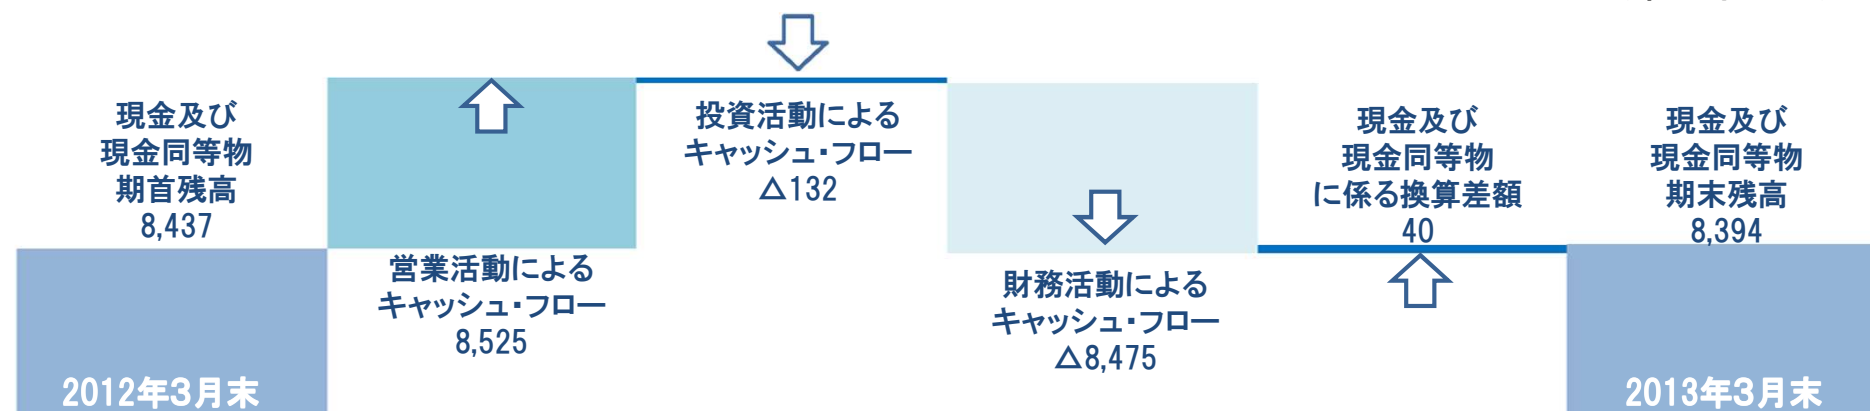 現金及び
現金同等物
期首残高
8,437
2012年3月末
営業活動による
キャッシュ・フロー
8,525
投資活動による
キャッシュ・フロー
△132
財務活動による
キャッシュ・フロー
△8,475
現金及び
現金同等物
に係る換算差額
40
現金及び
現金同等物
期末残高
8,394
2013年3月末